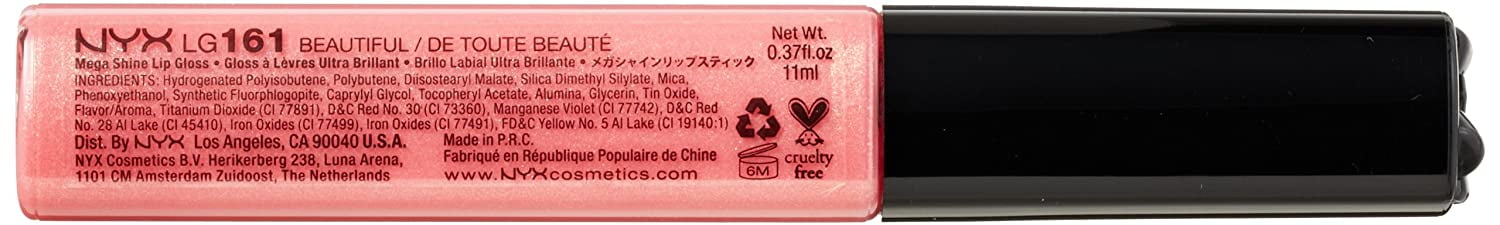 NYX LG161 BEAUTIFUL / DE TOUTE BEAUTÉ
Mega Shine Lip Gloss • Gloss à Lèvres Ultra Brillant • Brillo Labial Ultra Brillante • メガシャインリップスティック
INGREDIENTS: Hydrogenated Polyisobutene, Polybutene, Diisostearyl Malate, Silica Dimethyl Silylate, Mica,
Phenoxyethanol, Synthetic Fluorphlogopite, Caprylyl Glycol, Tocopheryl Acetate, Alumina, Glycerin, Tin Oxide,
Flavor/Aroma, Titanium Dioxide (CI 77891), D&C Red No. 30 (CI 73360), Manganese Violet (CI 77742), D&C Red
No. 28 Al Lake (CI 45410), Iron Oxides (CI 77499), Iron Oxides (CI 77491), FD&C Yellow No. 5 Al Lake (CI 19140:1)
Dist. By NYX Los Angeles, CA 90040 U.S.A.
NYX Cosmetics B.V. Herikerberg 238, Luna Arena,
1101 CM Amsterdam Zuidoost, The Netherlands
Made in P.R.C.
Fabriqué en République Populaire de Chine
www.NYXcosmetics.com
Net Wt.
0.37fl.oz
11ml
6M
cruelty
free